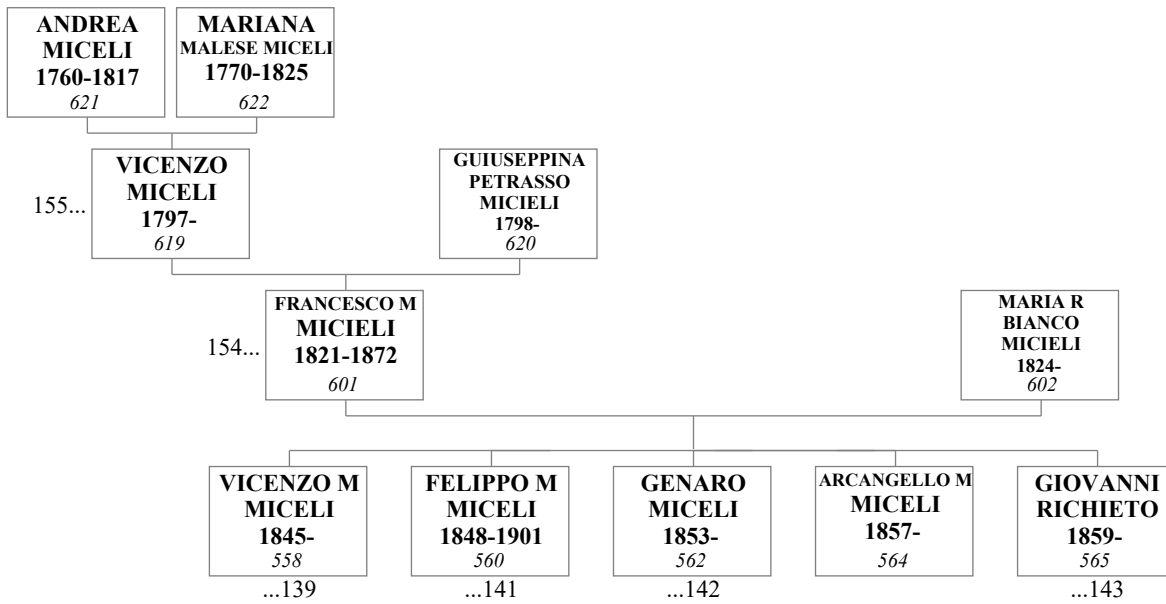 ANDREA
MICELI
1760-1817
621
MARIANA
MALESE MICELI
1770-1825
622
155...
VICENZO
MICELI
1797-
619
GUIUSEPPINA
PETRASSO
MICIELI
1798-
620
154...
FRANCESCO M
MICIELI
1821-1872
601
MARIA R
BIANCO
MICIELI
1824-
602
VICENZO M
MICELI
1845-
558
...139
FELIPPO M
MICELI
1848-1901
560
...141
GENARO
MICELI
1853-
562
...142
ARCANGELLO M
MICELI
1857-
564
GIOVANNI
RICHIETO
1859-
565
...143